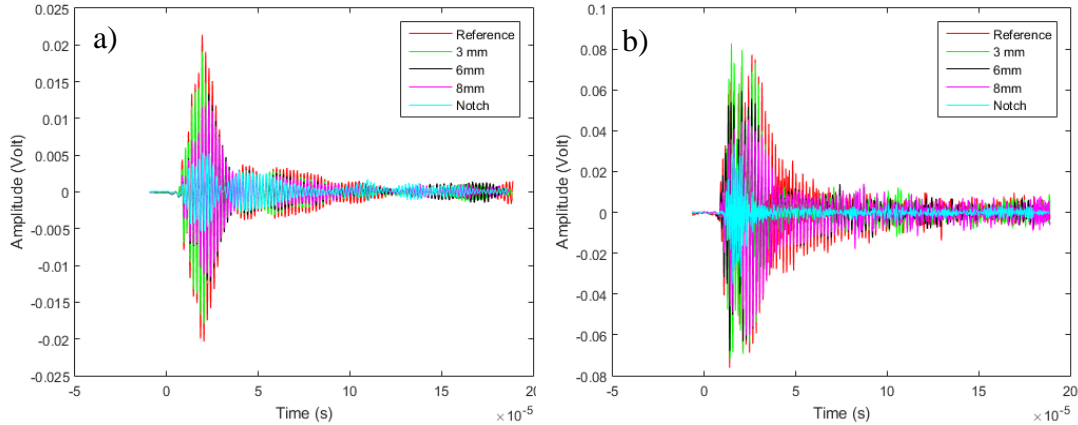 a)
0.025
0.02
0.015
0.01
0.005
0
-0.005
-0.01
-0.015
-0.02
-0.025
Amplitude (Volt)
Reference
3 mm
6mm
8mm
Notch
-5 0 5 10 15 20
Time (s)
×10⁻⁵
b)
0.1
0.08
0.06
0.04
0.02
0
-0.02
-0.04
-0.06
-0.08
Amplitude (Volt)
Reference
3 mm
6mm
8mm
Notch
-5 0 5 10 15 20
Time (s)
×10⁻⁵